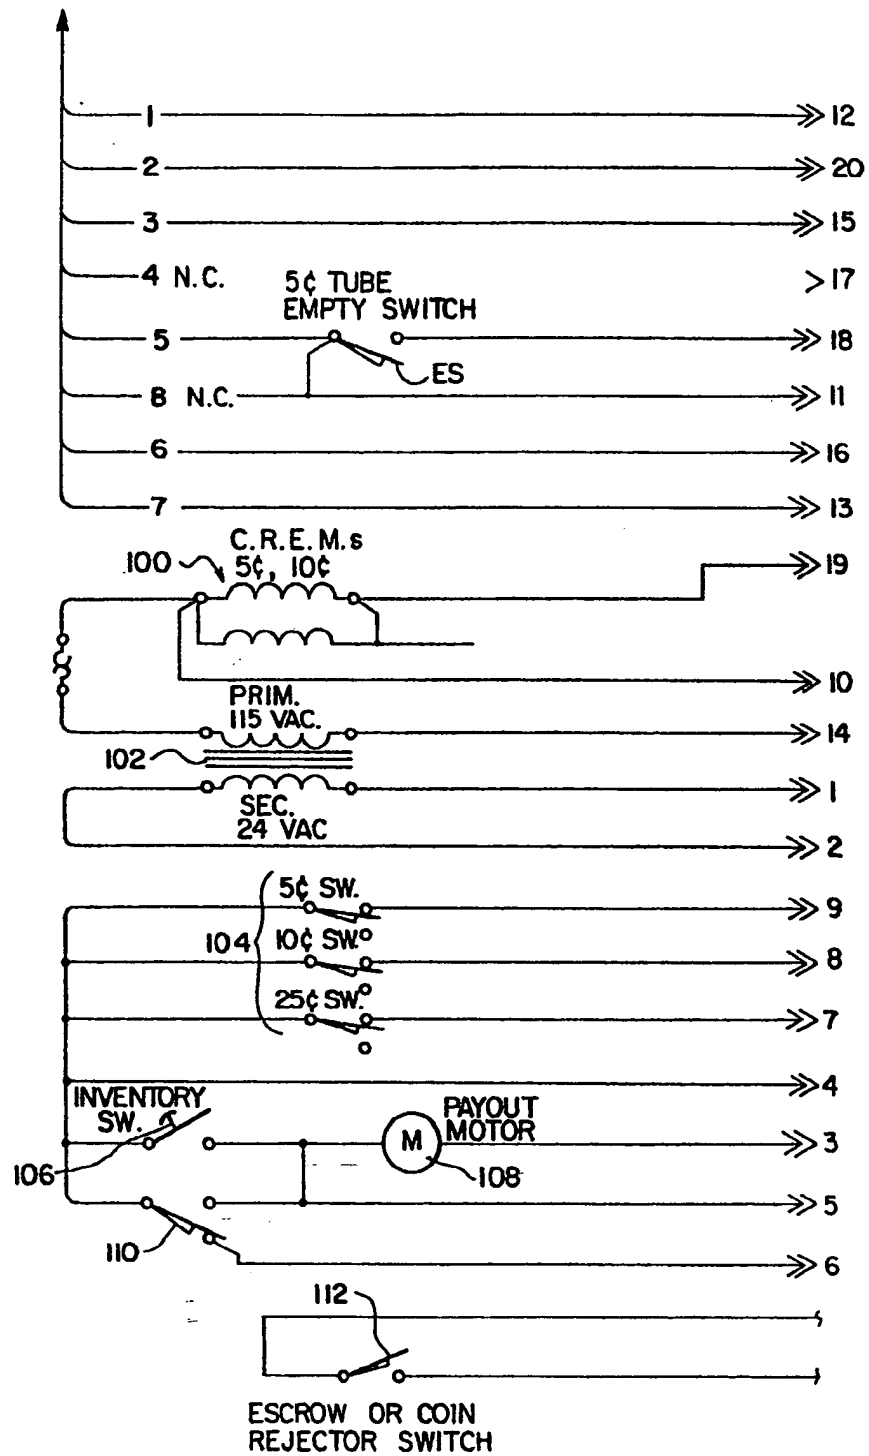 1 12
2 20
3 15
4 N.C. 17
5¢ TUBE
EMPTY SWITCH
5 18
ES
8 N.C. 11
6 16
7 13
C.R.E.M.s
100 5¢, 10¢ 19
10
PRIM.
115 VAC. 14
102
1
SEC.
24 VAC 2
5¢ SW. 9
104 10¢ SW. 8
25¢ SW. 7
4
INVENTORY
SW.
PAYOUT
MOTOR
M 3
106 108
5
110 6
112
ESCROW OR COIN
REJECTOR SWITCH